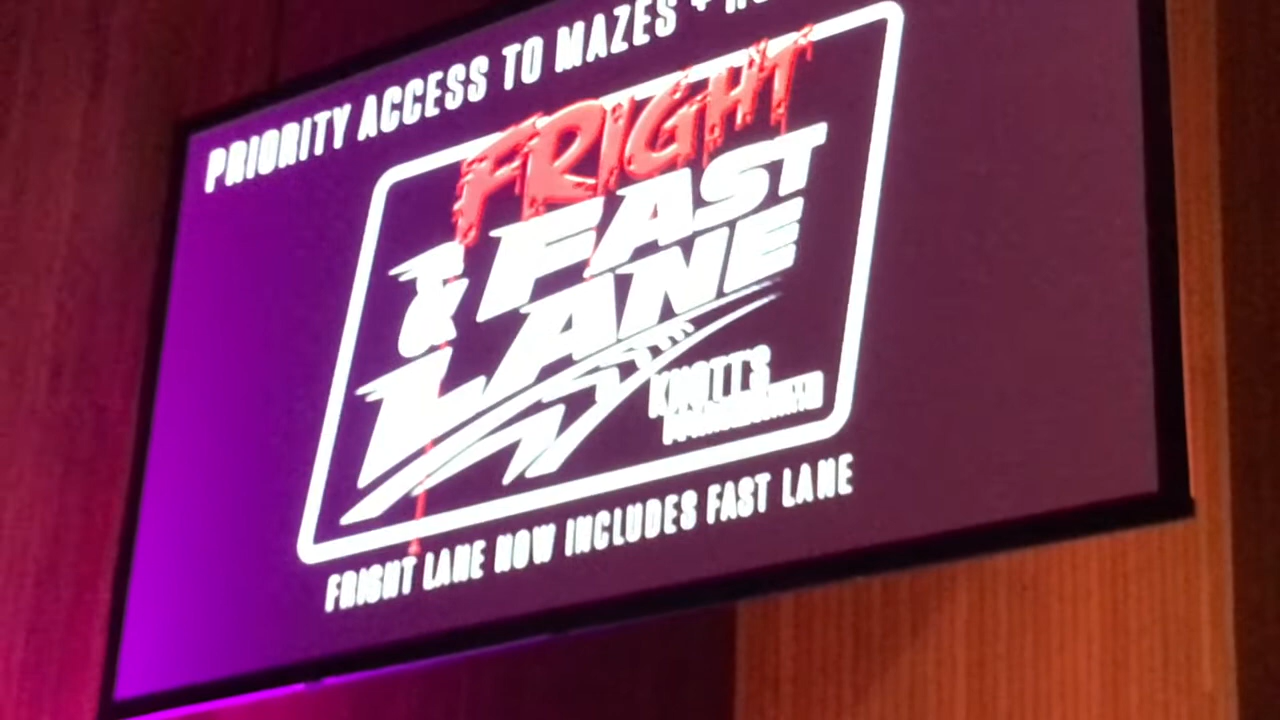 PRIORITY ACCESS TO MAZES +
FRIGHT
& FAST
LANE
KNOTT'S
FRIGHT LANE NOW INCLUDES FAST LANE